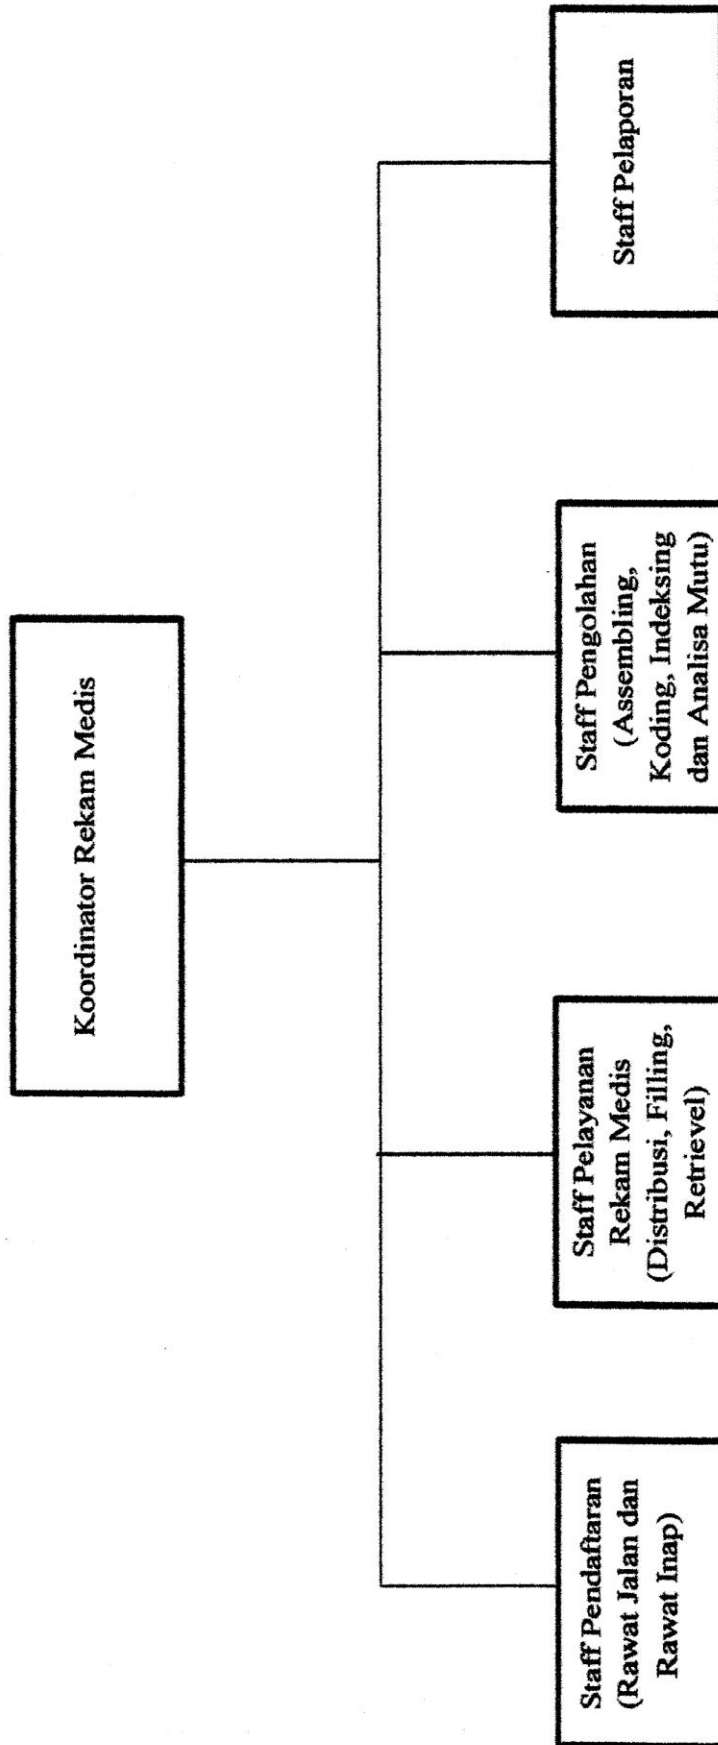 Koordinator Rekam Medis
Staff Pendaftaran
(Rawat Jalan dan
Rawat Inap)
Staff Pelayanan
Rekam Medis
(Distribusi, Filling,
Retrievel)
Staff Pengolahan
(Assembling,
Koding, Indeksing
dan Analisa Mutu)
Staff Pelaporan